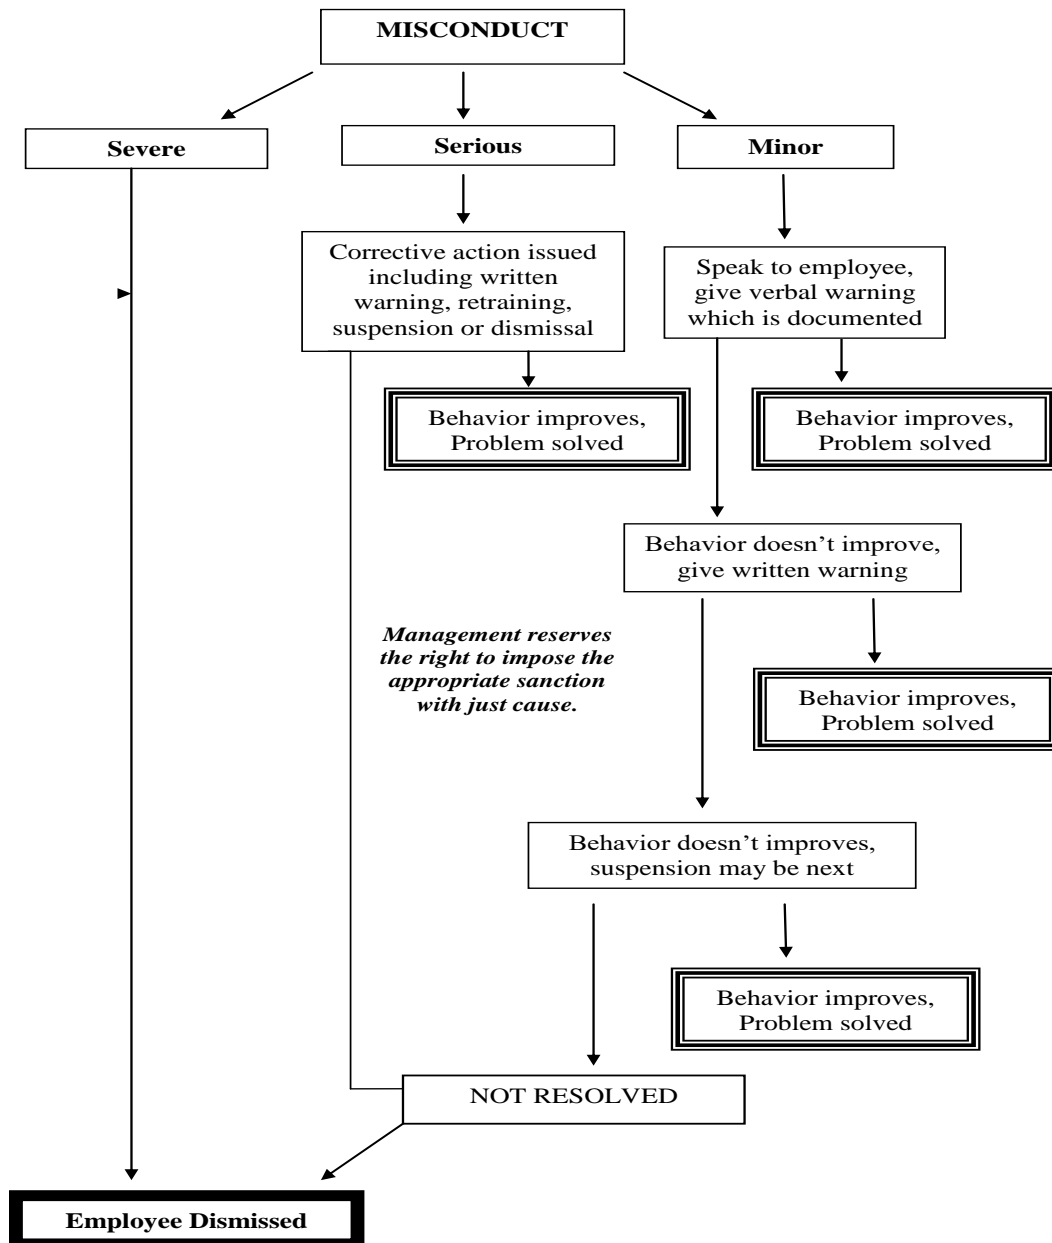 MISCONDUCT
Severe
Serious
Minor
Corrective action issued
including written
warning, retraining,
suspension or dismissal
Speak to employee,
give verbal warning
which is documented
Behavior improves,
Problem solved
Behavior improves,
Problem solved
Behavior doesn’t improve,
give written warning
Management reserves
the right to impose the
appropriate sanction
with just cause.
Behavior improves,
Problem solved
Behavior doesn’t improves,
suspension may be next
Behavior improves,
Problem solved
NOT RESOLVED
Employee Dismissed